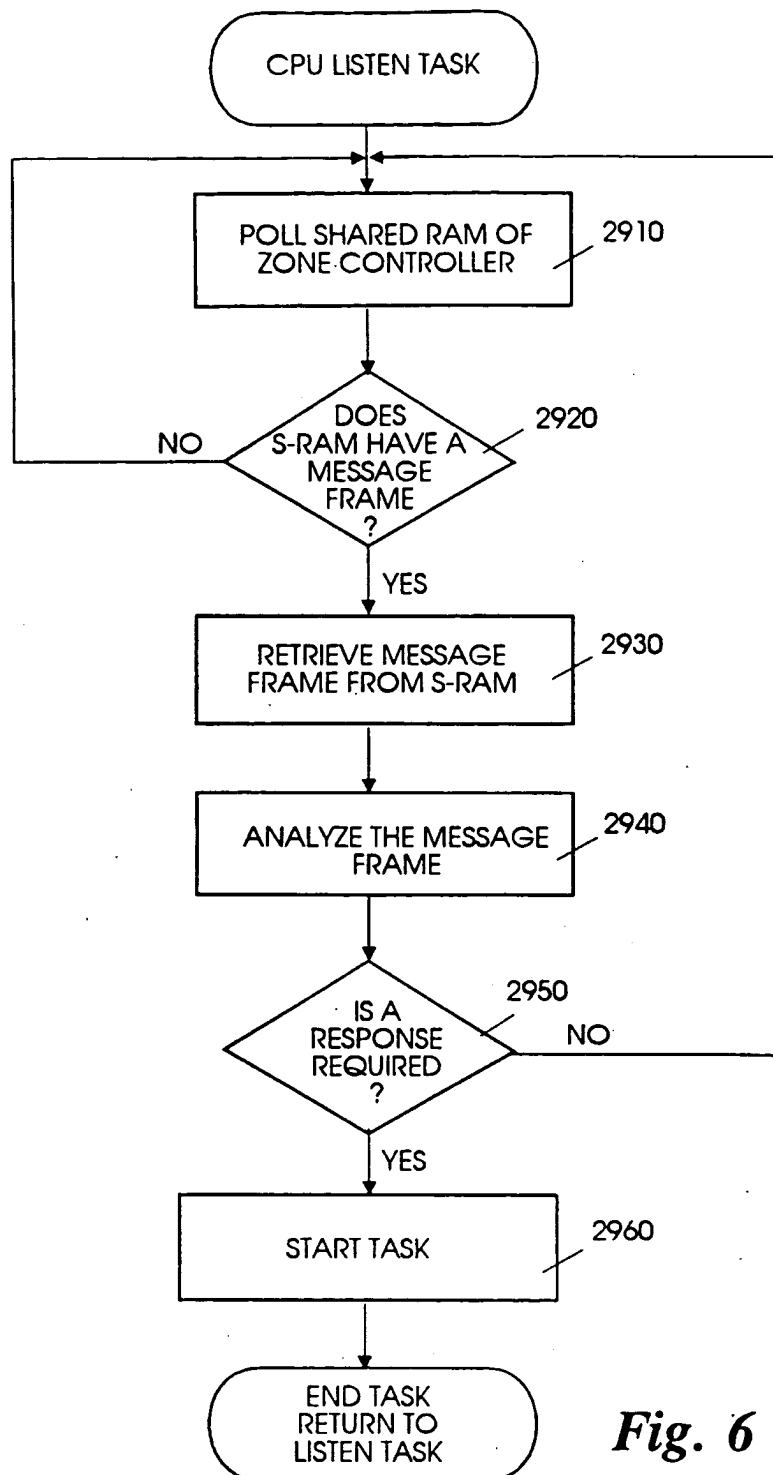 CPU LISTEN TASK
POLL SHARED RAM OF
ZONE CONTROLLER
2910
DOES
S-RAM HAVE A
MESSAGE
FRAME
?
2920
NO
YES
RETRIEVE MESSAGE
FRAME FROM S-RAM
2930
ANALYZE THE MESSAGE
FRAME
2940
IS A
RESPONSE
REQUIRED
?
2950
NO
YES
START TASK
2960
END TASK
RETURN TO
LISTEN TASK
Fig. 6